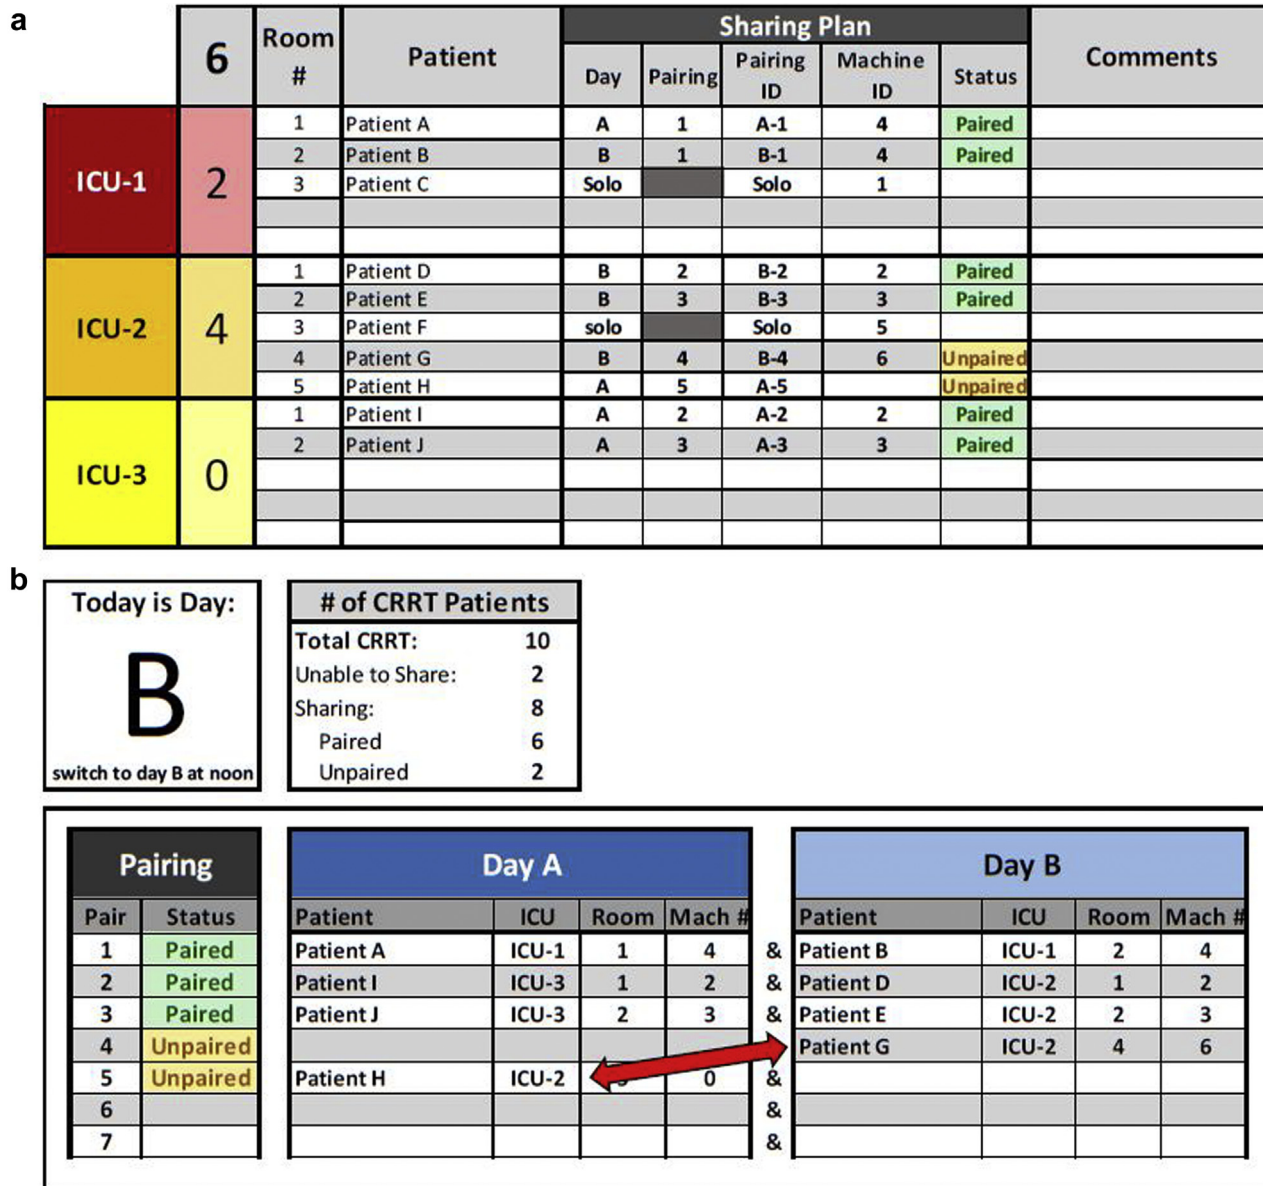 a
6 Room # Patient Sharing Plan Comments
Day Pairing Pairing ID Machine ID Status
ICU-1 2
1 Patient A A 1 A-1 4 Paired
2 Patient B B 1 B-1 4 Paired
3 Patient C Solo Solo 1
ICU-2 4
1 Patient D B 2 B-2 2 Paired
2 Patient E B 3 B-3 3 Paired
3 Patient F solo Solo 5
4 Patient G B 4 B-4 6 Unpaired
5 Patient H A 5 A-5 Unpaired
ICU-3 0
1 Patient I A 2 A-2 2 Paired
2 Patient J A 3 A-3 3 Paired
b
Today is Day:
B
switch to day B at noon
# of CRRT Patients
Total CRRT: 10
Unable to Share: 2
Sharing: 8
Paired 6
Unpaired 2
Pairing Day A Day B
Pair Status Patient ICU Room Mach # Patient ICU Room Mach #
1 Paired Patient A ICU-1 1 4 & Patient B ICU-1 2 4
2 Paired Patient I ICU-3 1 2 & Patient D ICU-2 1 2
3 Paired Patient J ICU-3 2 3 & Patient E ICU-2 2 3
4 Unpaired Patient G ICU-2 4 6
5 Unpaired Patient H ICU-2 0 &
6 &
7 &